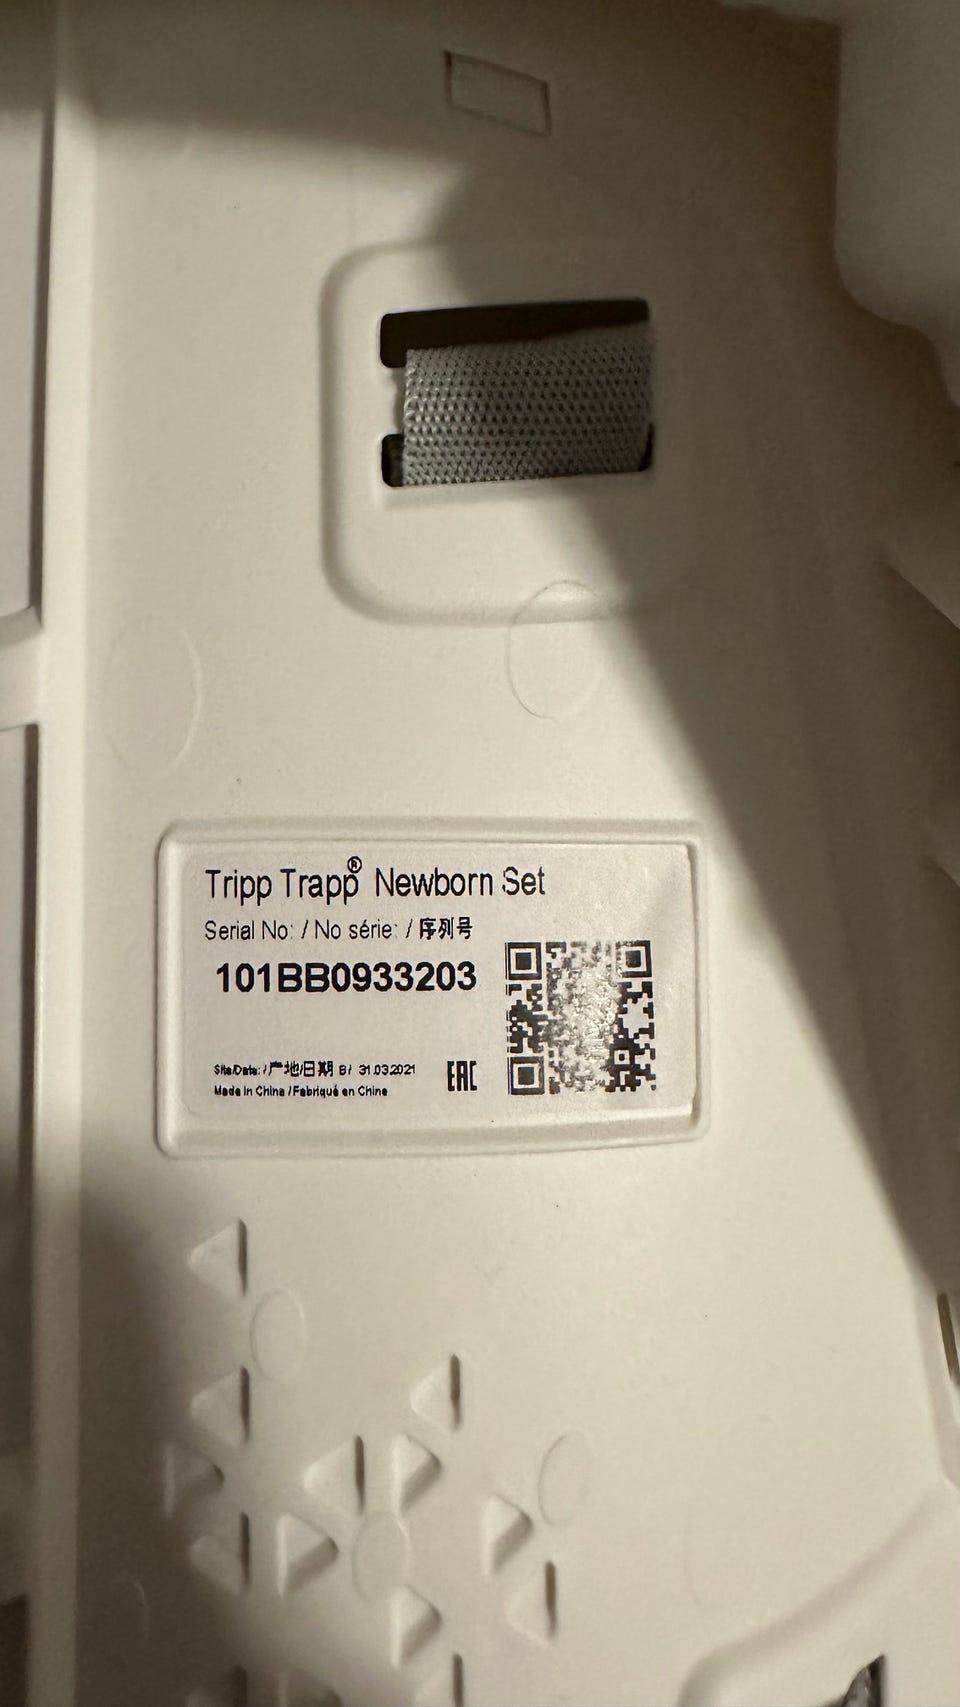 Tripp Trapp® Newborn Set
Serial No: / No série: / 序列号
101BB0933203
Site/Date: / 产地/日期 B/ 31.03.2021
Made in China / Fabriqué en Chine
EAC